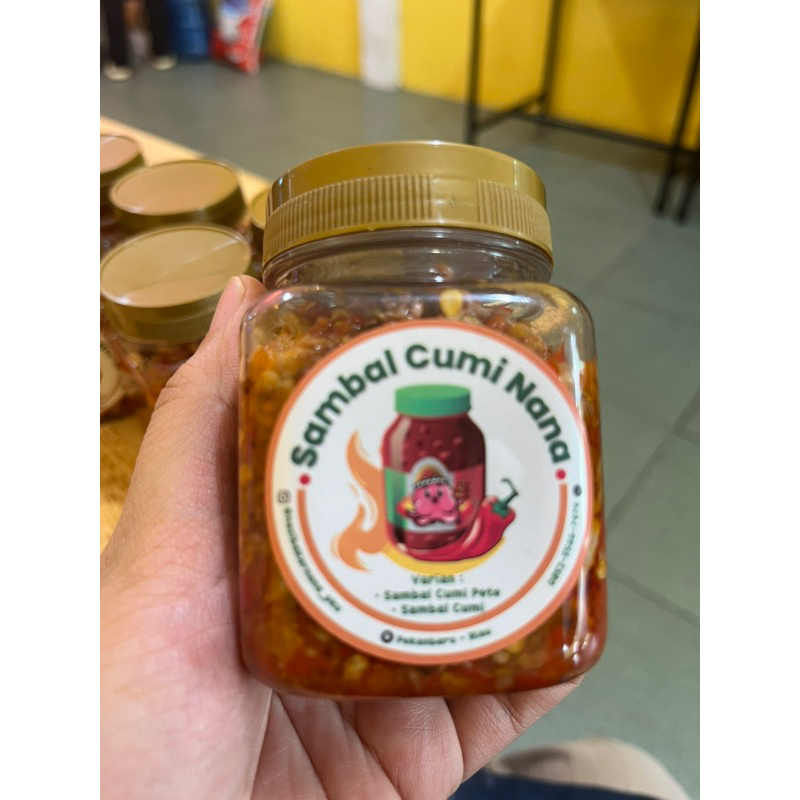 Sambal Cumi Nana
Varian :
- Sambal Cumi Pete
- Sambal Cumi
Pekanbaru - Riau